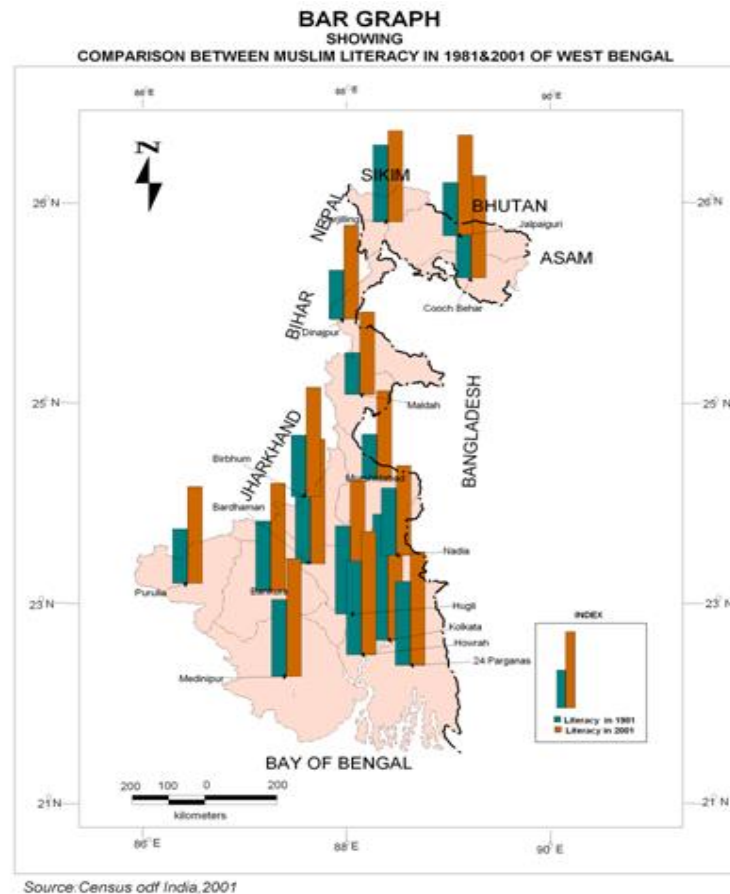 BAR GRAPH
SHOWING
COMPARISON BETWEEN MUSLIM LITERACY IN 1981&2001 OF WEST BENGAL
88°E
90°E
N
SIKIM
NEPAL
BHUTAN
Jalpaiguri
26°N
26°N
ASAM
BIHAR
Cooch Behar
Dinajpur
25°N
25°N
Maldah
BANGLADESH
JHARKHAND
Birbhum
Bardhaman
Nadia
Purulia
23°N
23°N
Hugli
INDEX
Kolkata
Howrah
24 Parganas
Medinipur
Literacy in 1981
Literacy in 2001
BAY OF BENGAL
200 100 0 200
kilometers
21°N
21°N
86°E
88°E
90°E
Source:Census odf India,2001